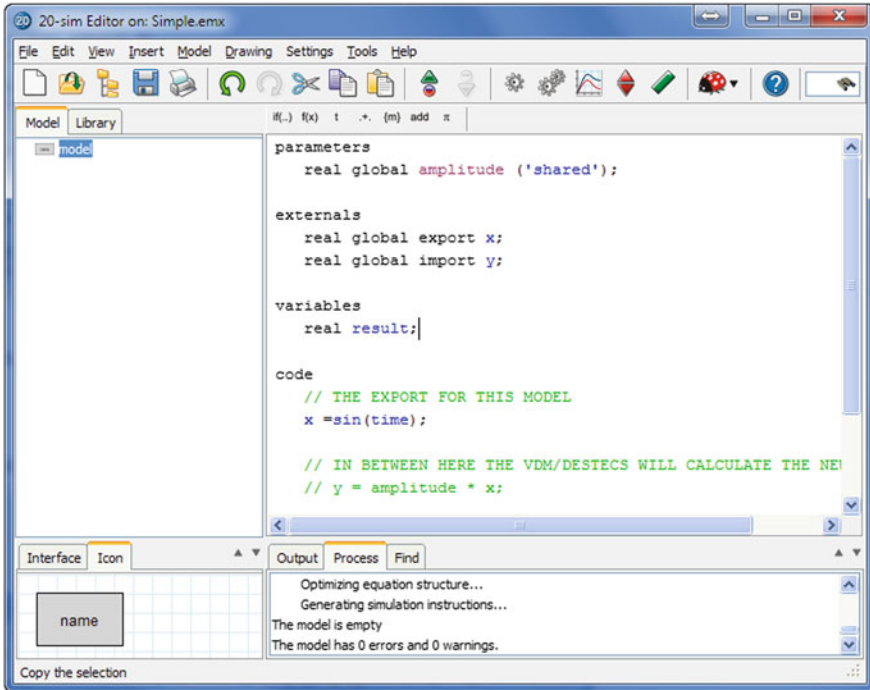 20-sim Editor on: Simple.emx
File Edit View Insert Model Drawing Settings Tools Help
Model Library
if(..) f(x) t .+. {m} add π
model
parameters
real global amplitude ('shared');
externals
real global export x;
real global import y;
variables
real result;
code
// THE EXPORT FOR THIS MODEL
x =sin(time);
// IN BETWEEN HERE THE VDM/DESTECS WILL CALCULATE THE
// y = amplitude * x;
Interface Icon
Output Process Find
name
Optimizing equation structure...
Generating simulation instructions...
The model is empty
The model has 0 errors and 0 warnings.
Copy the selection